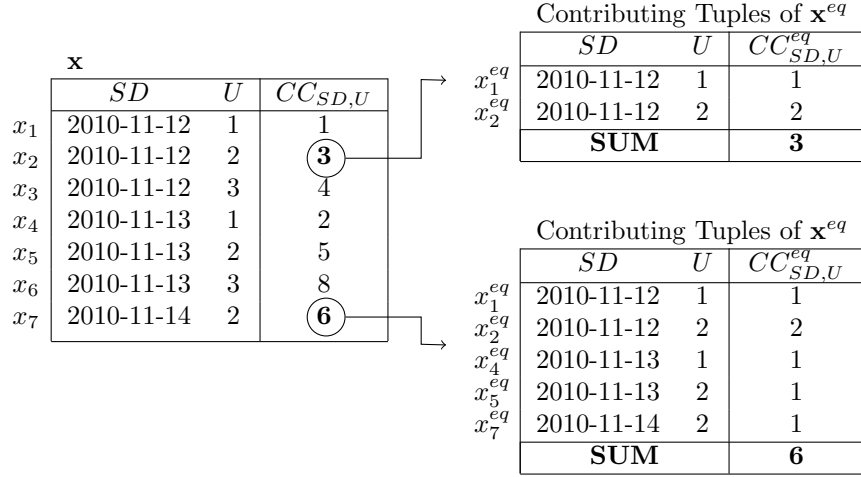 x
SD U CC_{SD,U}
x_1 2010-11-12 1 1
x_2 2010-11-12 2 3
x_3 2010-11-12 3 4
x_4 2010-11-13 1 2
x_5 2010-11-13 2 5
x_6 2010-11-13 3 8
x_7 2010-11-14 2 6
Contributing Tuples of x^{eq}
SD U CC^{eq}_{SD,U}
x^{eq}_1 2010-11-12 1 1
x^{eq}_2 2010-11-12 2 2
SUM 3
Contributing Tuples of x^{eq}
SD U CC^{eq}_{SD,U}
x^{eq}_1 2010-11-12 1 1
x^{eq}_2 2010-11-12 2 2
x^{eq}_4 2010-11-13 1 1
x^{eq}_5 2010-11-13 2 1
x^{eq}_7 2010-11-14 2 1
SUM 6